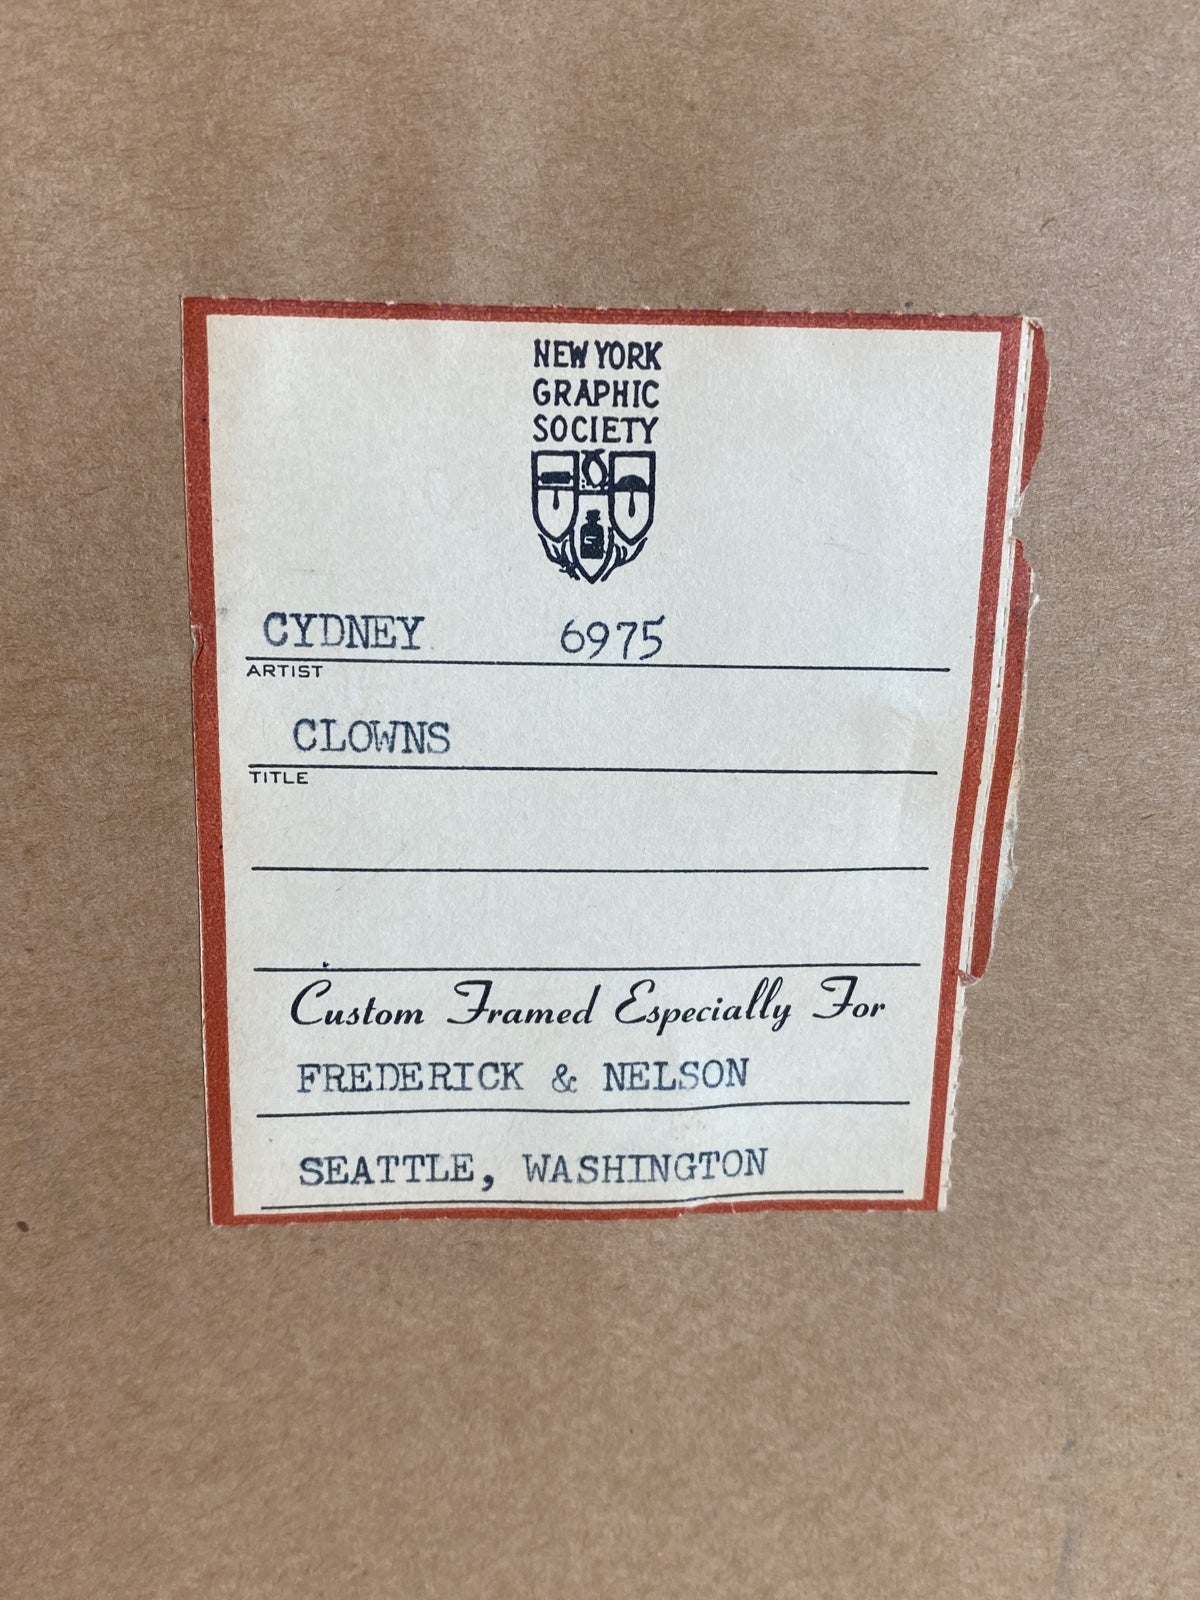 NEW YORK
GRAPHIC
SOCIETY
CYDNEY 6975
ARTIST
CLOWNS
TITLE
Custom Framed Especially For
FREDERICK & NELSON
SEATTLE, WASHINGTON